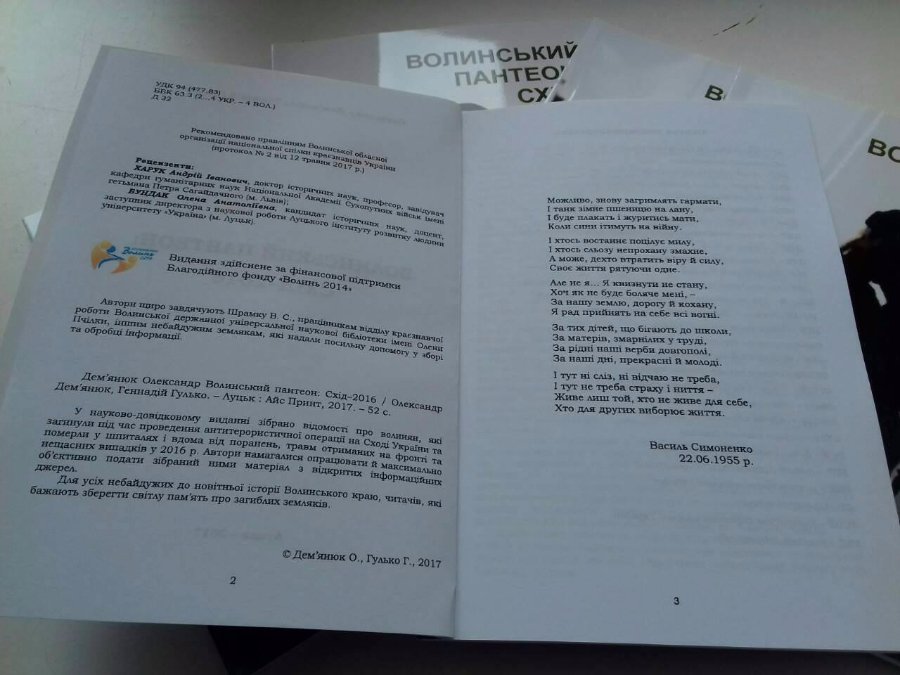 ВОЛИНСЬКИЙ
ПАНТЕО
СХ
В
ВО
УДК 94 (477.83)
ББК 63.3 (2...4 УКР. – 4 ВОЛ.)
Д 32
Рекомендовано правлінням Волинської обласної
організації національної спілки краєзнавців України
(протокол № 2 від 12 травня 2017 р.)
Рецензенти:
ХАРУК Андрій Іванович, доктор історичних наук, професор, завідувач
кафедри гуманітарних наук Національної Академії Сухопутних військ імені
гетьмана Петра Сагайдачного (м. Львів);
БУНДАК Олена Анатоліївна, кандидат історичних наук, доцент,
заступник директора з наукової роботи Луцького інституту розвитку людини
університету «Україна» (м. Луцьк)
Волинь
2014
Видання здійснене за фінансової підтримки
Благодійного фонду «Волинь 2014»
Автори щиро завдячують Шрамку В. С., працівникам відділу краєзнавчої
роботи Волинської державної універсальної наукової бібліотеки імені Олени
Пчілки, іншим небайдужим землякам, які надали посильну допомогу у зборі
та обробці інформації.
Дем’янюк Олександр Волинський пантеон: Схід–2016 / Олександр
Дем’янюк, Геннадій Гулько. – Луцьк : Айс Принт, 2017. – 52 с.
У науково-довідковому виданні зібрано відомості про волинян, які
загинули під час проведення антитерористичної операції на Сході України та
померли у шпиталях і вдома від поранень, травм отриманих на фронті та
нещасних випадків у 2016 р. Автори намагалися опрацювати й максимально
об’єктивно подати зібраний ними матеріал з відкритих інформаційних
джерел.
Для усіх небайдужих до новітньої історії Волинського краю, читачів, які
бажають зберегти світлу пам’ять про загиблих земляків.
© Дем’янюк О., Гулько Г., 2017
2
Можливо, знову загримлять гармати,
І танк зімне пшеницю на лану,
І буде плакать і журитись мати,
Коли сини ітимуть на війну.
І хтось востаннє поцілує милу,
І хтось сльозу непрохану змахне,
А може, дехто втратить віру й силу,
Своє життя рятуючи одне.
Але не я... Я квизнути не стану,
Хоч як не буде боляче мені, –
За нашу землю, дорогу й кохану,
Я рад прийнять на себе всі вогні.
За тих дітей, що бігають до школи,
За матерів, змарнілих у труді,
За рідні наші верби довгополі,
За наші дні, прекрасні й молоді.
І тут ні сліз, ні відчаю не треба,
І тут не треба страху і ниття –
Живе лиш той, хто не живе для себе,
Хто для других виборює життя.
Василь Симоненко
22.06.1955 р.
3